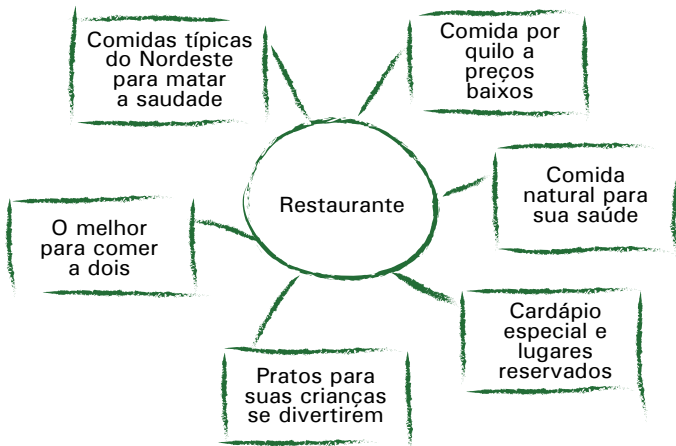 Comidas típicas
do Nordeste
para matar
a saudade
Comida por
quilo a
preços
baixos
Restaurante
Comida
natural para
sua saúde
O melhor
para comer
a dois
Cardápio
especial e
lugares
reservados
Pratos para
suas crianças
se divertirem